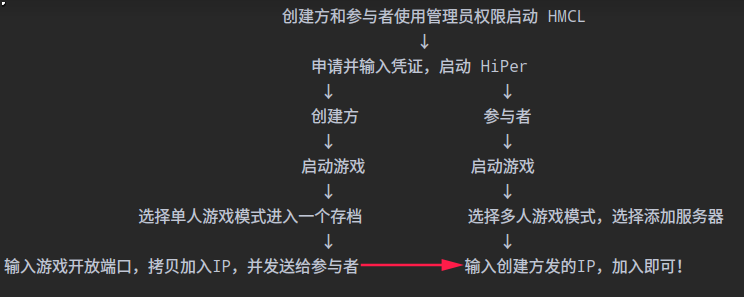 创建方和参与者使用管理员权限启动 HMCL
↓
申请并输入凭证，启动 HiPer
↓ ↓
创建方 参与者
↓ ↓
启动游戏 启动游戏
↓ ↓
选择单人游戏模式进入一个存档 选择多人游戏模式，选择添加服务器
↓ ↓
输入游戏开放端口，拷贝加入IP，并发送给参与者 输入创建方发的IP，加入即可！